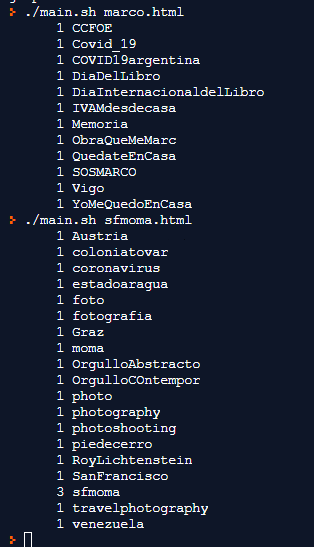 > ./main.sh marco.html
1 CCFOE
1 Covid_19
1 COVID19argentina
1 DiaDelLibro
1 DiaInternacionaldelLibro
1 IVAMdesdecasa
1 Memoria
1 ObraQueMeMarc
1 QuedateEnCasa
1 SOSMARCO
1 Vigo
1 YoMeQuedoEnCasa
> ./main.sh sfmoma.html
1 Austria
1 coloniatovar
1 coronavirus
1 estadoaragua
1 foto
1 fotografia
1 Graz
1 moma
1 OrgulloAbstracto
1 OrgulloCOntempor
1 photo
1 photography
1 photoshooting
1 piedecerro
1 RoyLichtenstein
1 SanFrancisco
3 sfmoma
1 travelphotography
1 venezuela
>